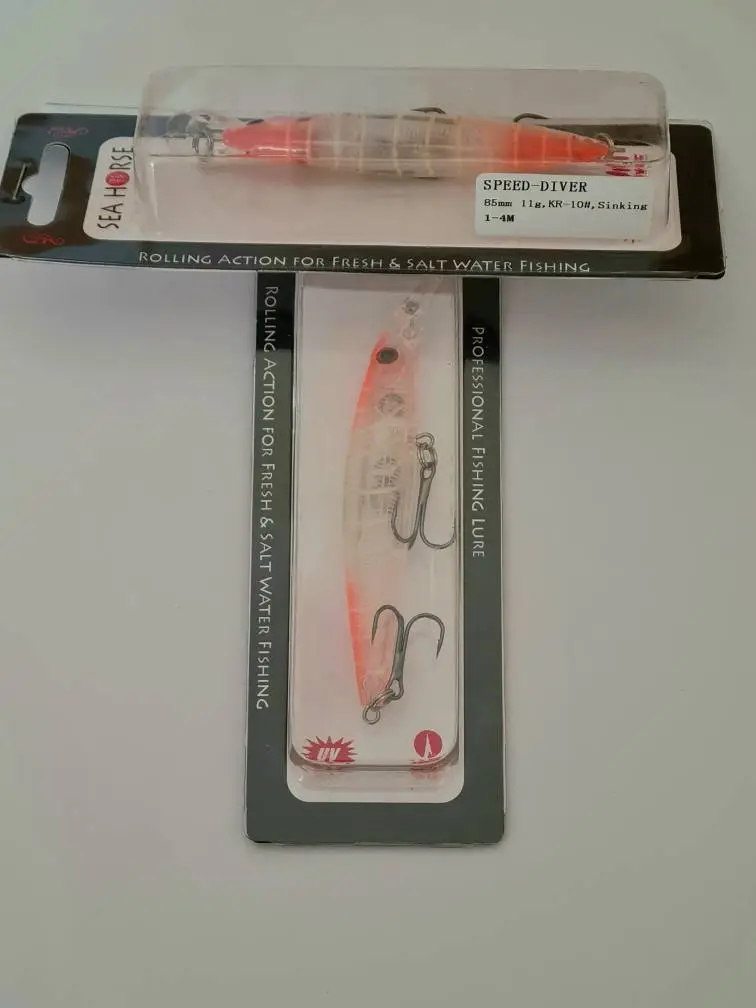 SEA HORSE
SPEED-DIVER
85mm 11g,KR-10#,Sinking
1-4M
ROLLING ACTION FOR FRESH & SALT WATER FISHING
ROLLING ACTION FOR FRESH & SALT WATER FISHING
PROFESSIONAL FISHING LURE
UV